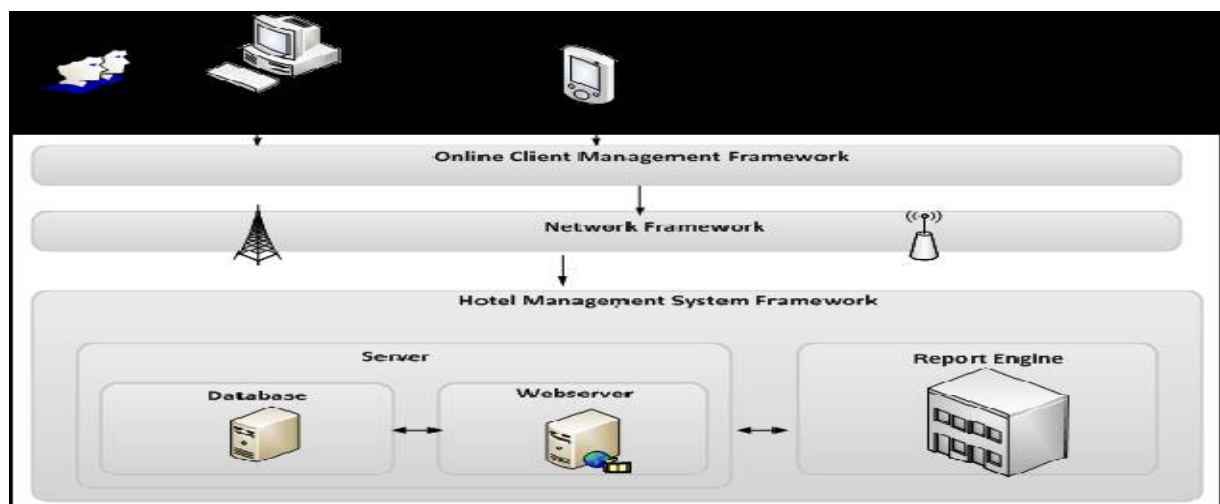 Online Client Management Framework
Network Framework
Hotel Management System Framework
Server
Report Engine
Database
Webserver